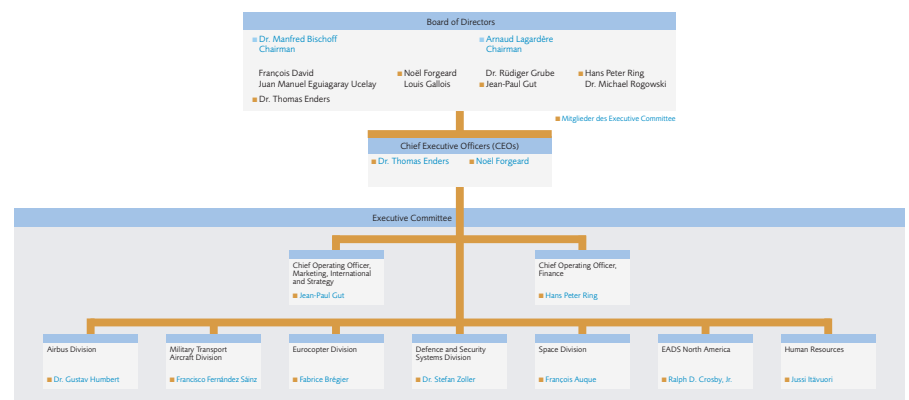 Board of Directors
Dr. Manfred Bischoff
Chairman
Arnaud Lagardère
Chairman
François David
Juan Manuel Eguiagaray Ucelay
Noël Forgeard
Louis Gallois
Dr. Rüdiger Grube
Jean-Paul Gut
Hans Peter Ring
Dr. Michael Rogowski
Dr. Thomas Enders
Mitglieder des Executive Committee
Chief Executive Officers (CEOs)
Dr. Thomas Enders
Noël Forgeard
Executive Committee
Chief Operating Officer,
Marketing, International
and Strategy
Jean-Paul Gut
Chief Operating Officer,
Finance
Hans Peter Ring
Airbus Division
Dr. Gustav Humbert
Military Transport
Aircraft Division
Francisco Fernández Sáinz
Eurocopter Division
Fabrice Brégier
Defence and Security
Systems Division
Dr. Stefan Zoller
Space Division
François Auque
EADS North America
Ralph D. Crosby, Jr.
Human Resources
Jussi Itävuori